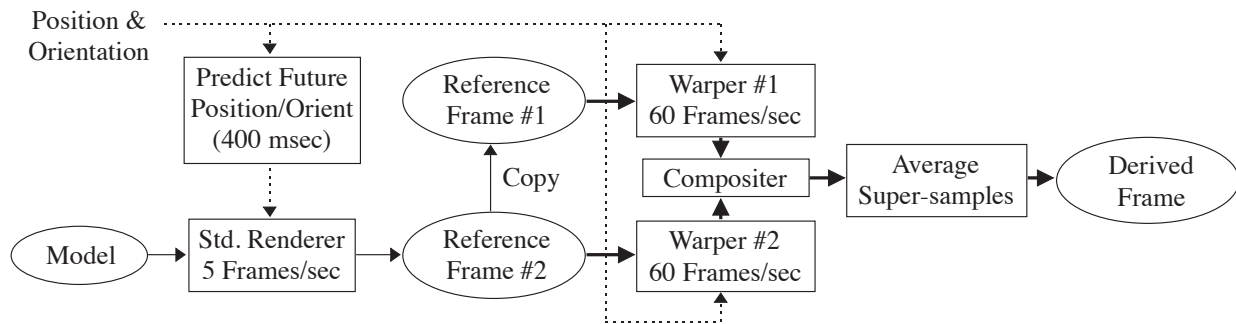 Position &
Orientation
Predict Future
Position/Orient
(400 msec)
Reference
Frame #1
Warper #1
60 Frames/sec
Copy
Compositer
Average
Super-samples
Derived
Frame
Model
Std. Renderer
5 Frames/sec
Reference
Frame #2
Warper #2
60 Frames/sec